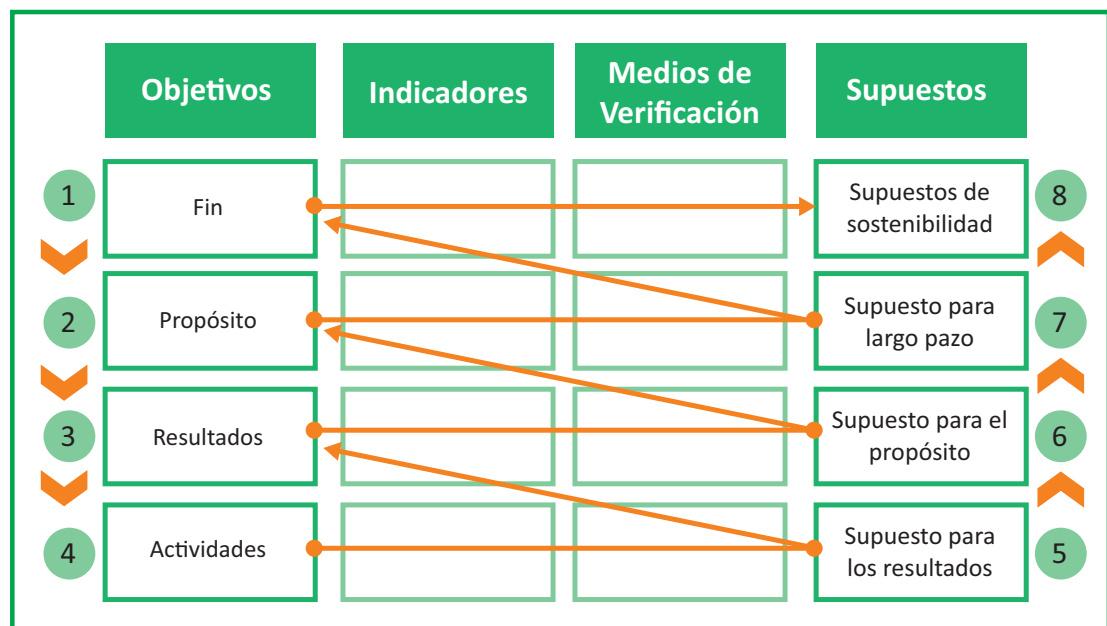 Objetivos
Indicadores
Medios de
Verificación
Supuestos
1
Fin
Supuestos de
sostenibilidad
8
2
Propósito
Supuesto para
largo pazo
7
3
Resultados
Supuesto para el
propósito
6
4
Actividades
Supuesto para
los resultados
5